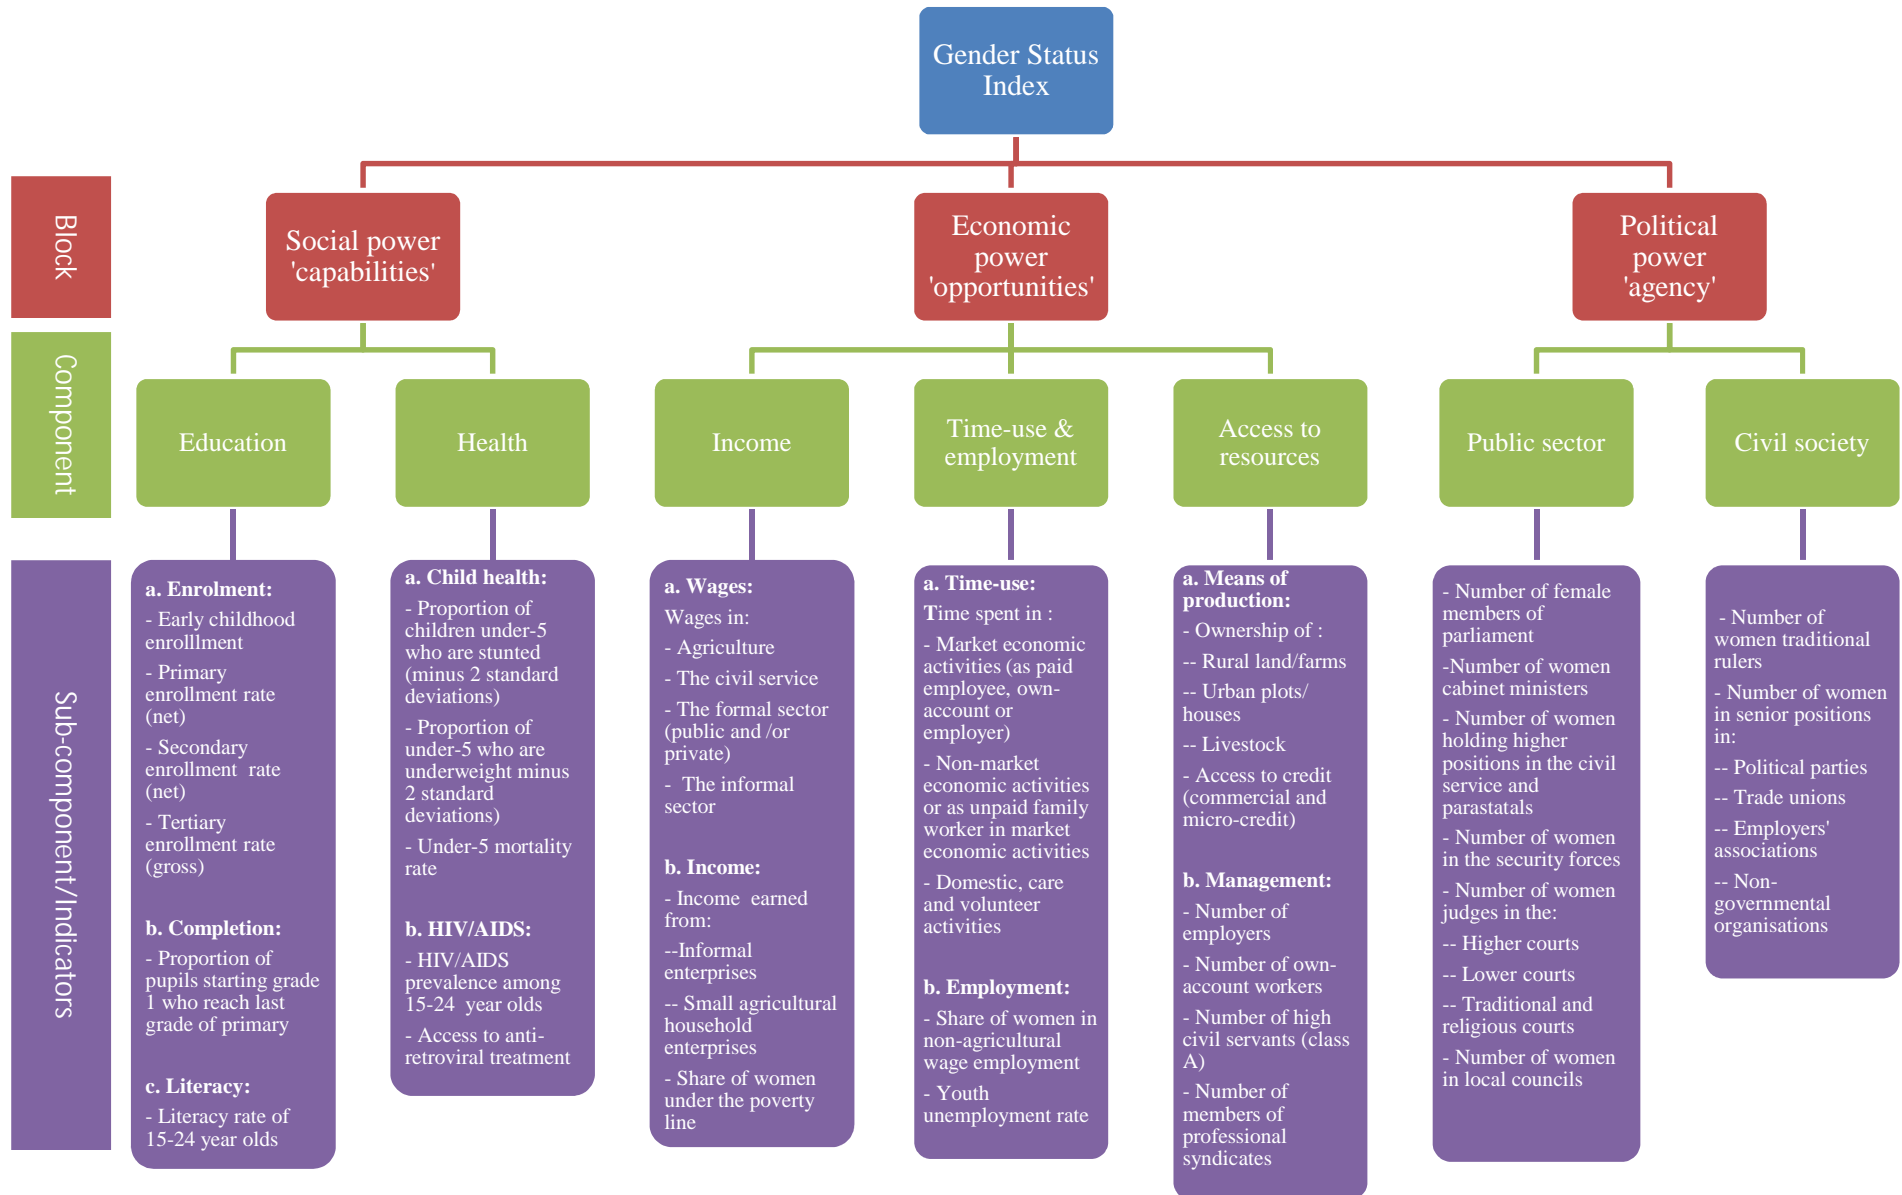 Gender Status
Index
Block
Social power
'capabilities'
Economic
power
'opportunities'
Political
power
'agency'
Component
Education
Health
Income
Time-use &
employment
Access to
resources
Public sector
Civil society
Sub-component/Indicators
a. Enrolment:
- Early childhood
enrolllment
- Primary
enrollment rate
(net)
- Secondary
enrollment rate
(net)
- Tertiary
enrollment rate
(gross)
b. Completion:
- Proportion of
pupils starting grade
1 who reach last
grade of primary
c. Literacy:
- Literacy rate of
15-24 year olds
a. Child health:
- Proportion of
children under-5
who are stunted
(minus 2 standard
deviations)
- Proportion of
under-5 who are
underweight minus
2 standard
deviations)
- Under-5 mortality
rate
b. HIV/AIDS:
- HIV/AIDS
prevalence among
15-24 year olds
- Access to anti-
retroviral treatment
a. Wages:
Wages in:
- Agriculture
- The civil service
- The formal sector
(public and /or
private)
- The informal
sector
b. Income:
- Income earned
from:
--Informal
enterprises
-- Small agricultural
household
enterprises
- Share of women
under the poverty
line
a. Time-use:
Time spent in :
- Market economic
activities (as paid
employee, own-
account or
employer)
- Non-market
economic activities
or as unpaid family
worker in market
economic activities
- Domestic, care
and volunteer
activities
b. Employment:
- Share of women in
non-agricultural
wage employment
- Youth
unemployment rate
a. Means of
production:
- Ownership of :
-- Rural land/farms
-- Urban plots/
houses
-- Livestock
- Access to credit
(commercial and
micro-credit)
b. Management:
- Number of
employers
- Number of own-
account workers
- Number of high
civil servants (class
A)
- Number of
members of
professional
syndicates
- Number of female
members of
parliament
-Number of women
cabinet ministers
- Number of women
holding higher
positions in the civil
service and
parastatals
- Number of women
in the security forces
- Number of women
judges in the:
-- Higher courts
-- Lower courts
-- Traditional and
religious courts
- Number of women
in local councils
- Number of
women traditional
rulers
- Number of women
in senior positions
in:
-- Political parties
-- Trade unions
-- Employers'
associations
-- Non-
governmental
organisations